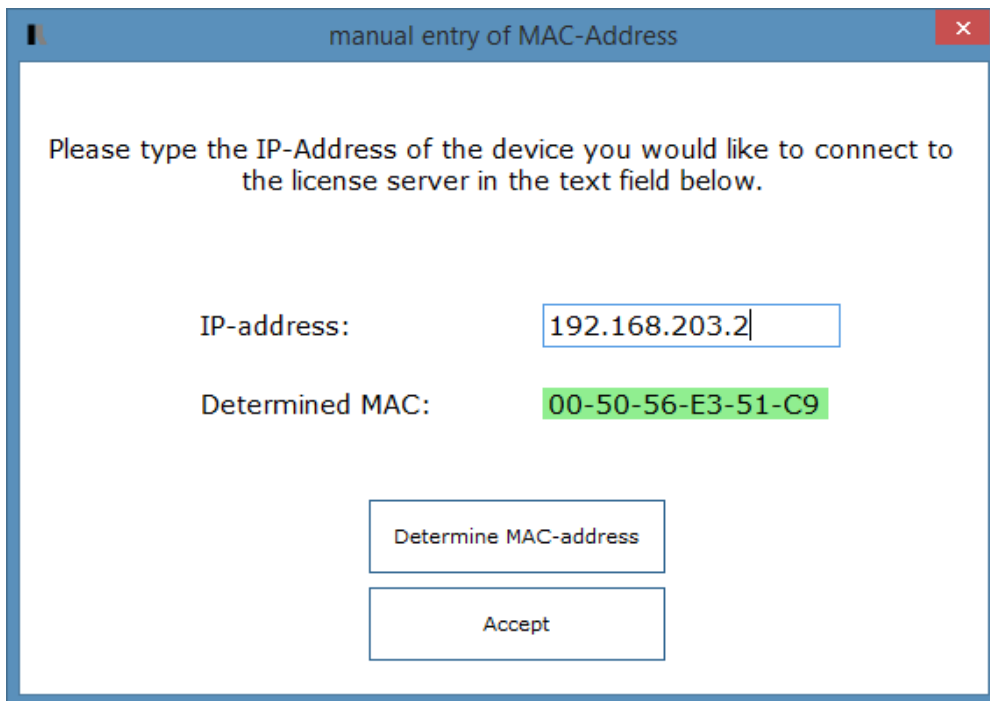 manual entry of MAC-Address
Please type the IP-Address of the device you would like to connect to
the license server in the text field below.
IP-address:
192.168.203.2
Determined MAC:
00-50-56-E3-51-C9
Determine MAC-address
Accept